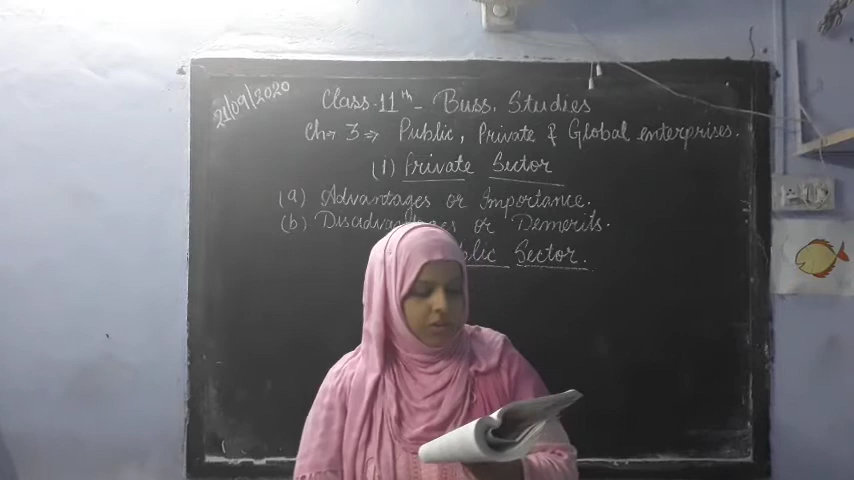 21/09/2020
Class. 11th - Buss. Studies
Ch→ 3 ⇒ Public, Private & Global enterprises.
(1) Private Sector
(a) Advantages or Importance.
(b) Disadvantages or Demerits.
Sector.